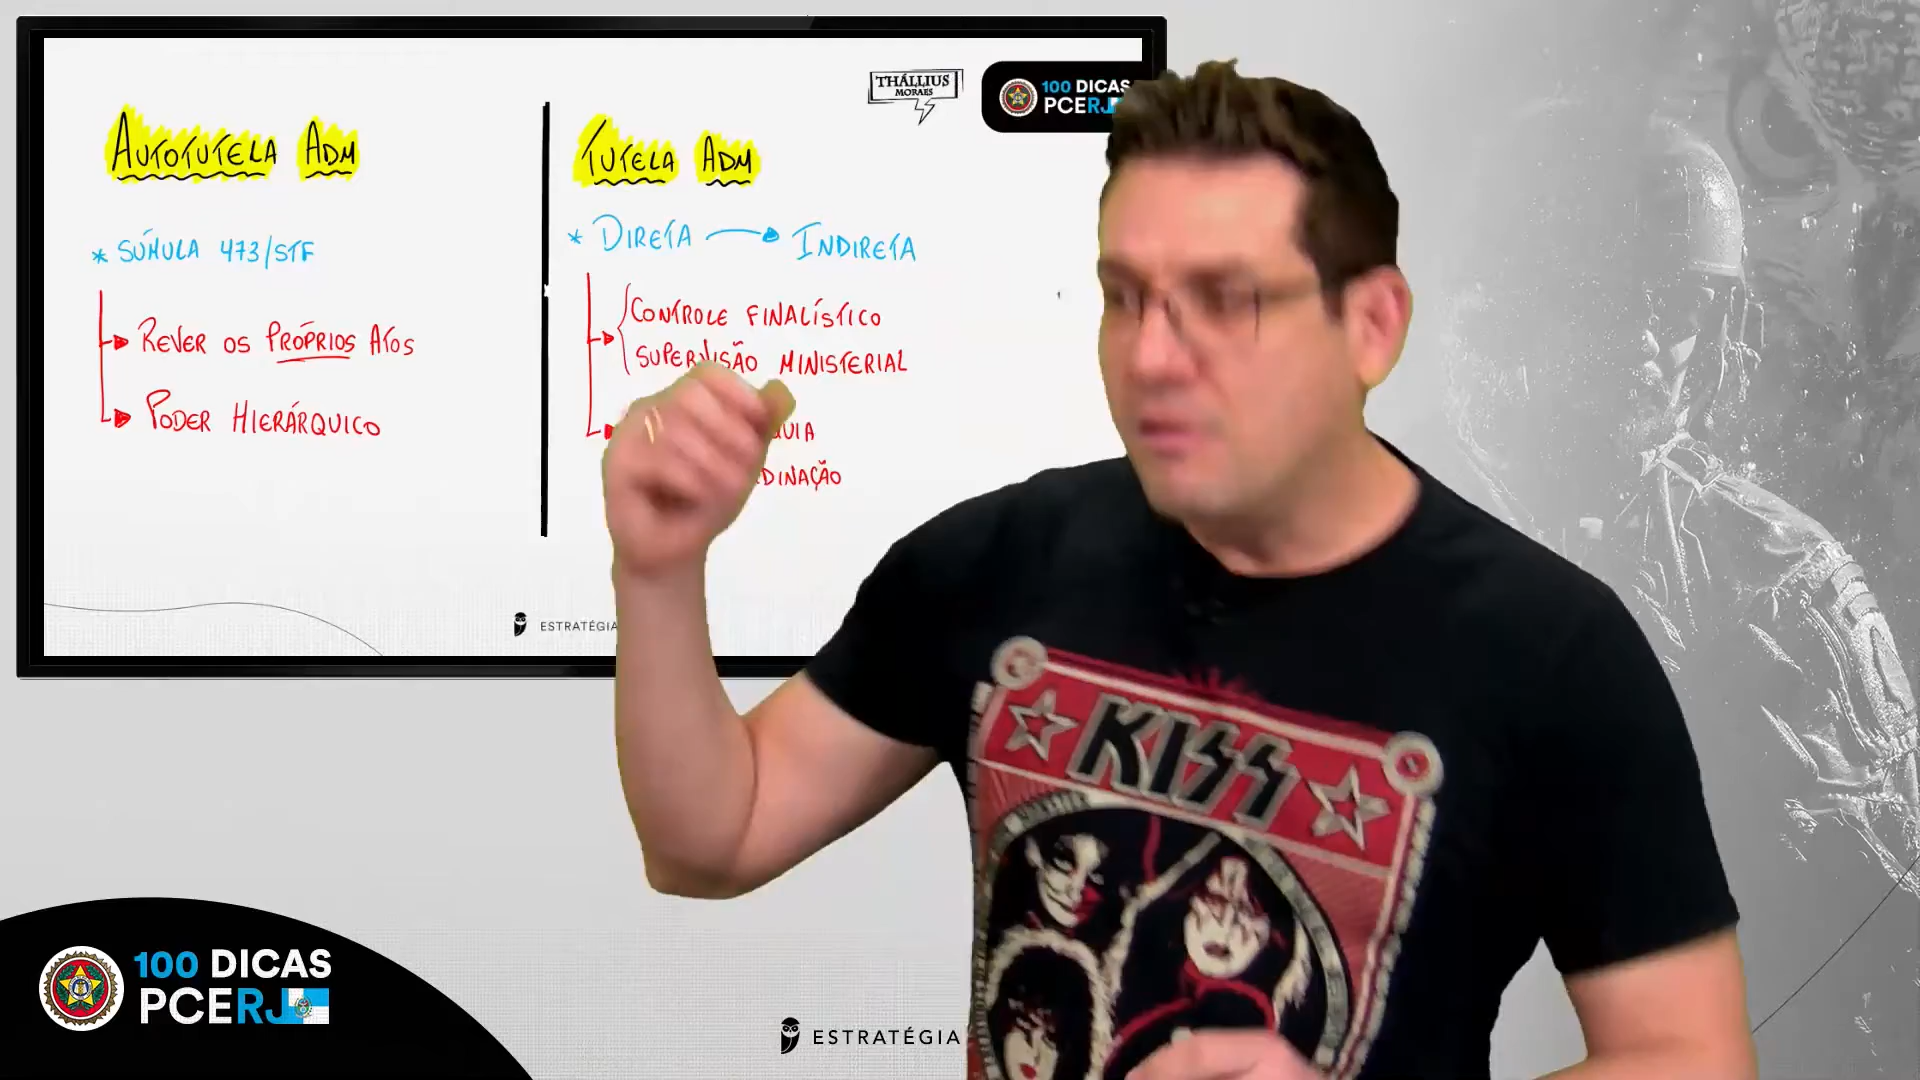 THÁLLIUS
MORAES
100 DICAS
PCERJ
AUTOTUTELA ADM
* SÚMULA 473/STF
REVER OS PRÓPRIOS ATOS
PODER HIERÁRQUICO
TUTELA ADM
* DIRETA INDIRETA
CONTROLE FINALÍSTICO
SUPERVISÃO MINISTERIAL
ESTRATÉGIA
KISS
100 DICAS
PCERJ
ESTRATÉGIA